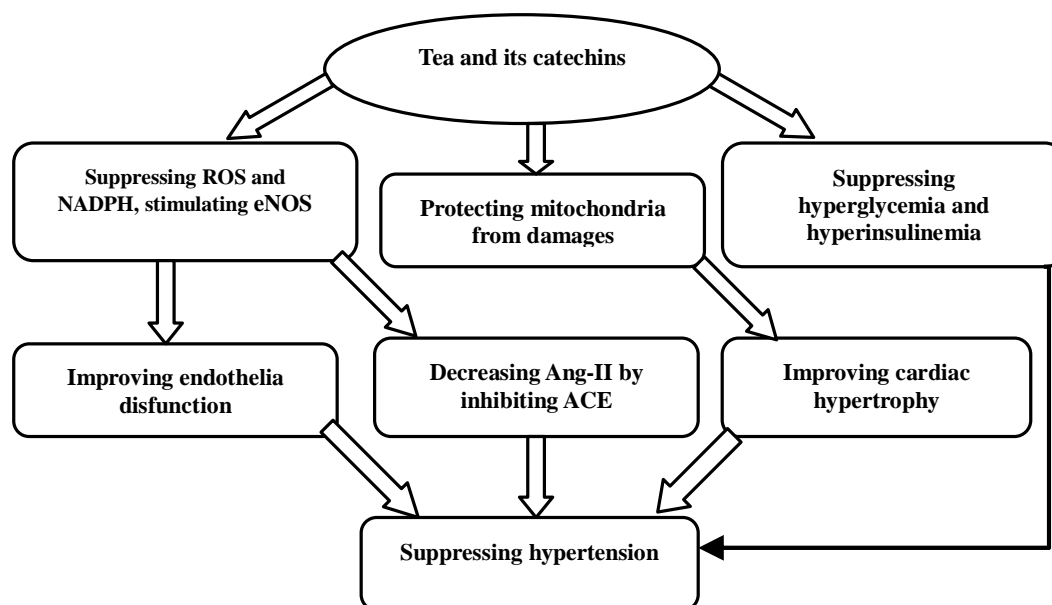 Tea and its catechins
Suppressing ROS and
NADPH, stimulating eNOS
Protecting mitochondria
from damages
Suppressing
hyperglycemia and
hyperinsulinemia
Improving endothelia
disfunction
Decreasing Ang-II by
inhibiting ACE
Improving cardiac
hypertrophy
Suppressing hypertension